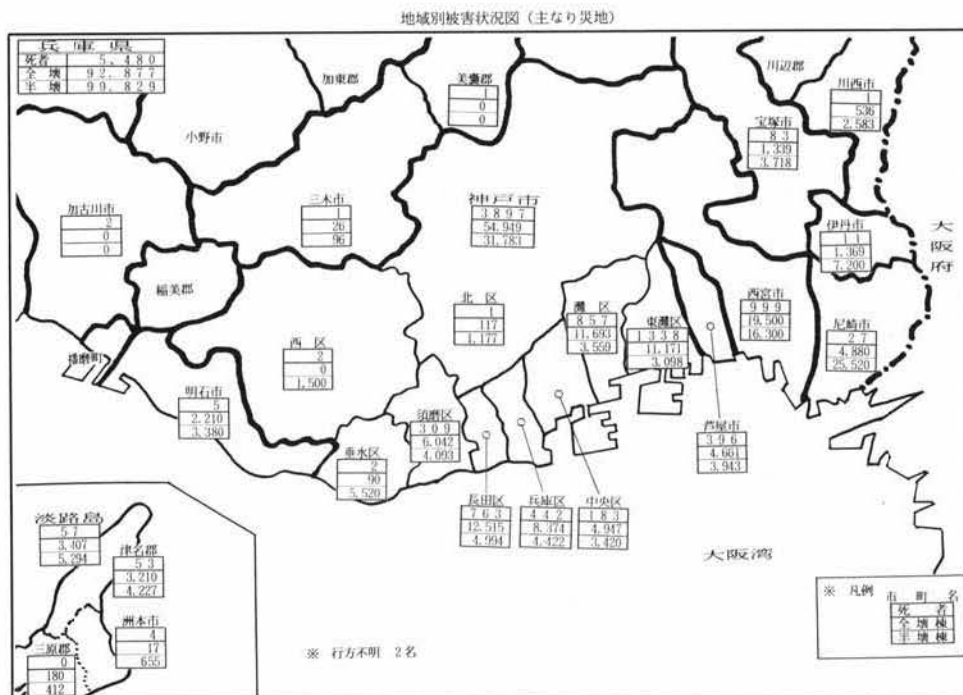 地域別被害状況図（主なり災地）
兵庫県
死者 5,480
全壊 92,877
半壊 99,829
加東郡
美嚢郡
1
0
0
川辺郡
川西市
1
536
2,583
小野市
宝塚市
83
1,339
3,718
加古川市
2
0
0
三木市
1
26
96
神戸市
3897
54,949
31,783
伊丹市
11
1,369
7,200
大阪府
稲美郡
北区
1
117
1,177
灘区
857
11,693
3,559
東灘区
1338
11,171
3,098
西宮市
999
19,500
16,300
尼崎市
27
4,880
25,520
西区
2
0
1,500
播磨町
明石市
5
2,210
3,380
須磨区
309
6,042
4,093
芦屋市
396
4,661
3,943
垂水区
2
90
5,520
長田区
763
12,515
4,994
兵庫区
442
8,374
4,422
中央区
183
4,947
3,420
大阪湾
淡路島
57
3,407
5,294
津名郡
53
3,210
4,227
洲本市
4
17
655
三原郡
0
180
412
※ 行方不明 2名
※ 凡例
市町名
死者
全壊棟
半壊棟